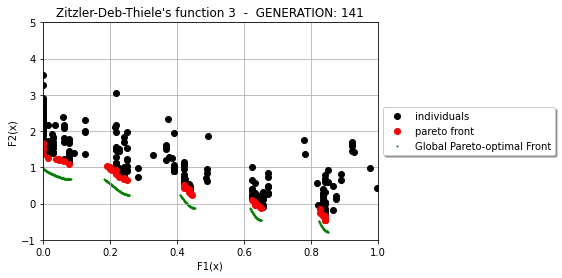 Zitzler-Deb-Thiele's function 3 - GENERATION: 141
5
4
3
2
1
0
−1
F2(x)
0.0 0.2 0.4 0.6 0.8 1.0
F1(x)
individuals
pareto front
Global Pareto-optimal Front